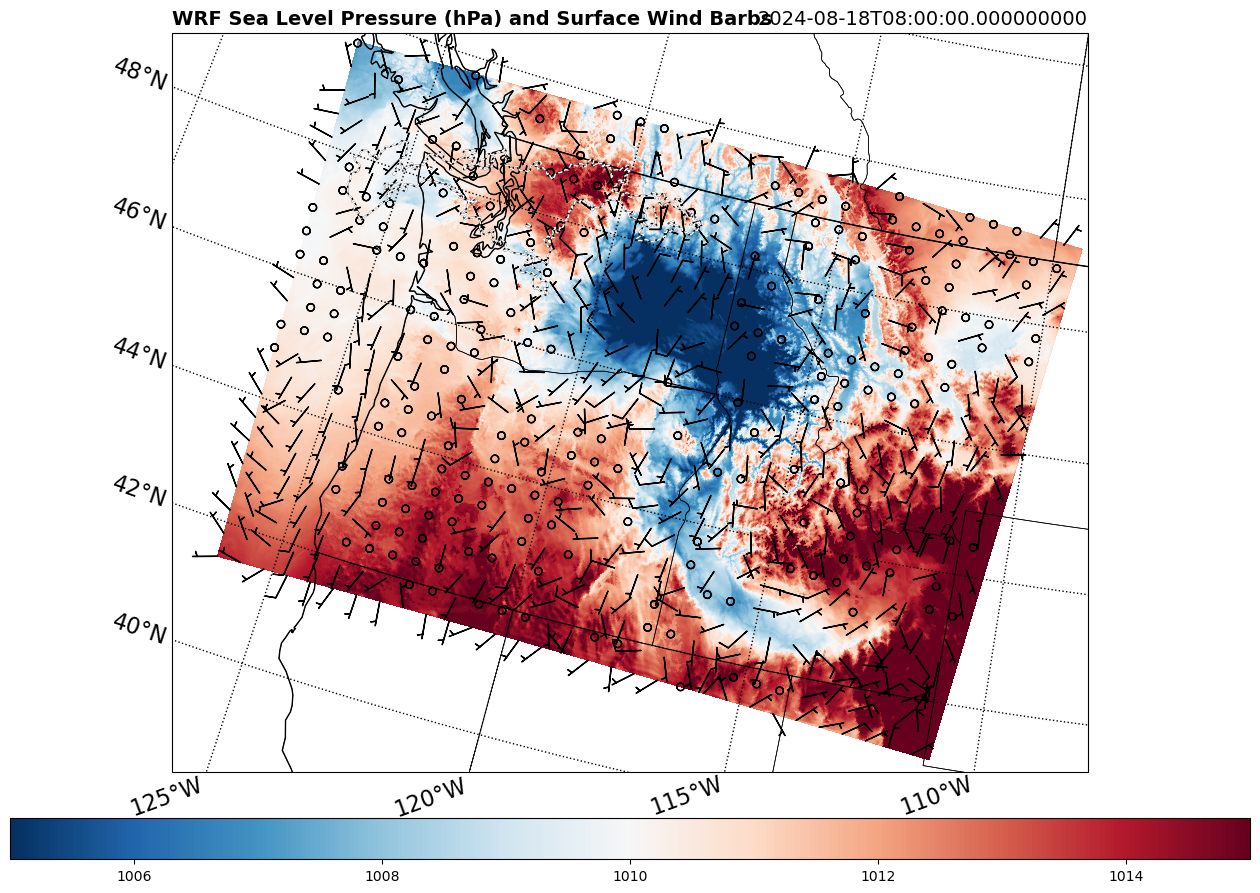 WRF Sea Level Pressure (hPa) and Surface Wind Barbs 2024-08-18T08:00:00.000000000
48°N
46°N
44°N
42°N
40°N
125°W 120°W 115°W 110°W
1006 1008 1010 1012 1014